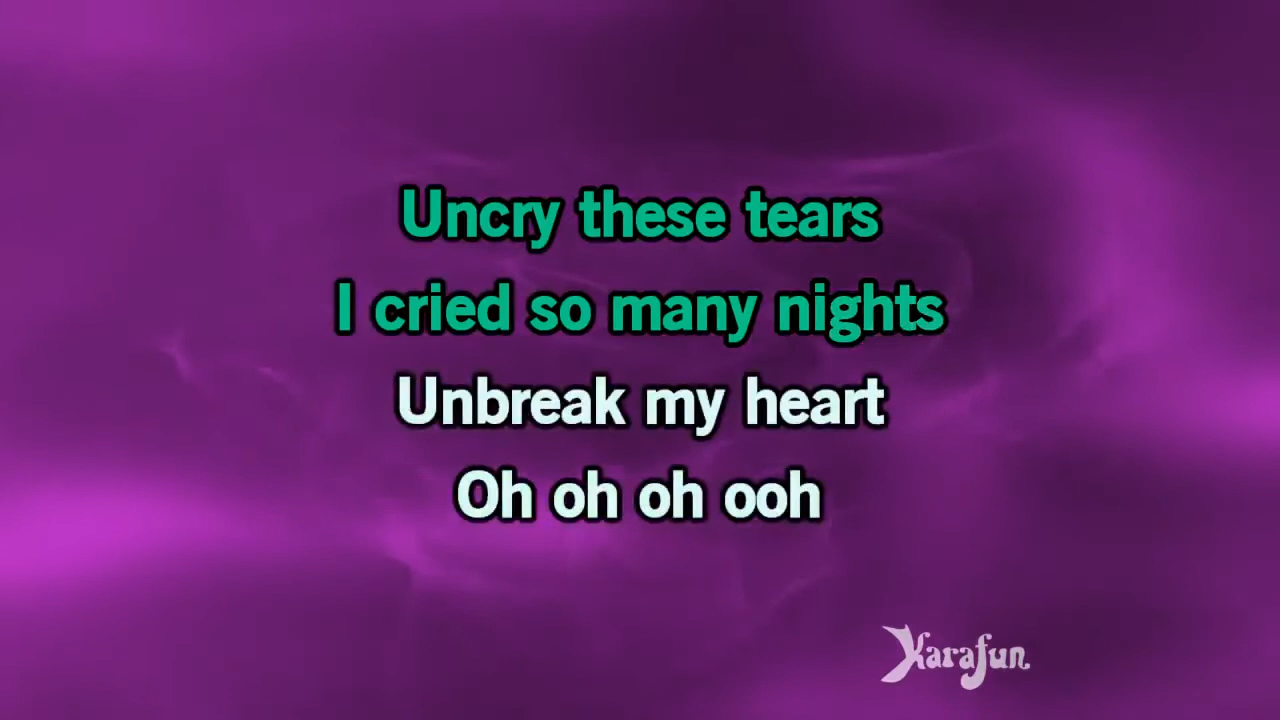 Uncry these tears
I cried so many nights
Unbreak my heart
Oh oh oh ooh
Karafun